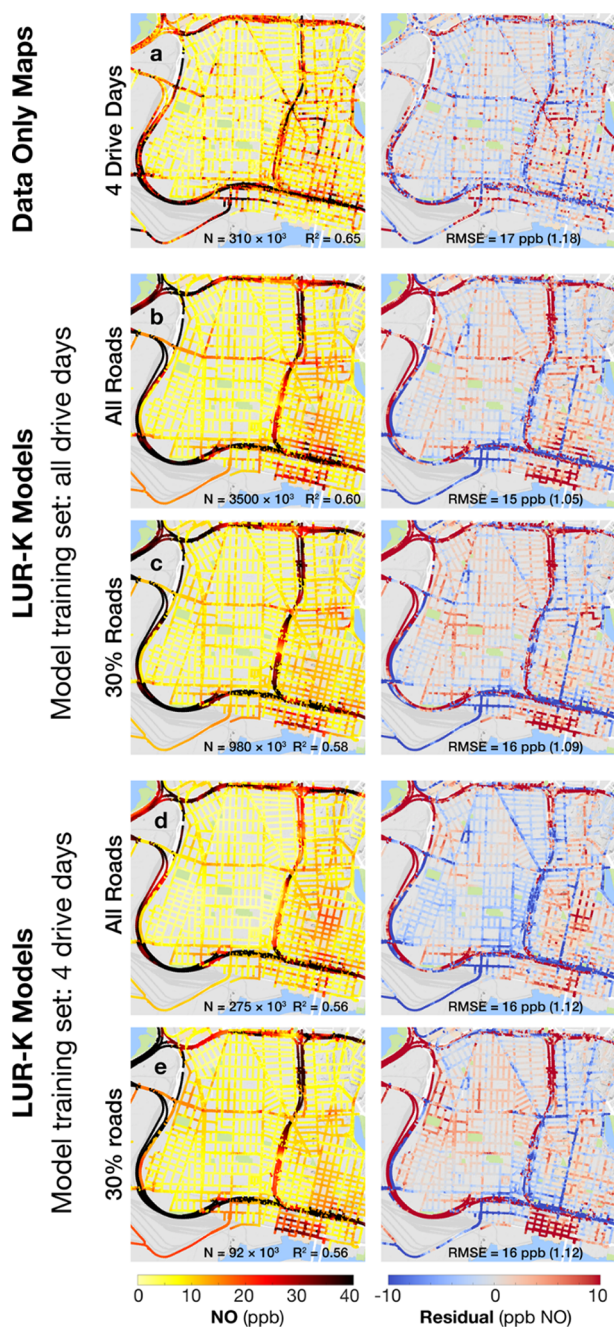 Data Only Maps
4 Drive Days
a
N = 310 × 10³ R² = 0.65
RMSE = 17 ppb (1.18)
LUR-K Models
Model training set: all drive days
All Roads
b
N = 3500 × 10³ R² = 0.60
RMSE = 15 ppb (1.05)
30% Roads
c
N = 980 × 10³ R² = 0.58
RMSE = 16 ppb (1.09)
LUR-K Models
Model training set: 4 drive days
All Roads
d
N = 275 × 10³ R² = 0.56
RMSE = 16 ppb (1.12)
30% roads
e
N = 92 × 10³ R² = 0.56
RMSE = 16 ppb (1.12)
0 10 20 30 40
NO (ppb)
-10 0 10
Residual (ppb NO)